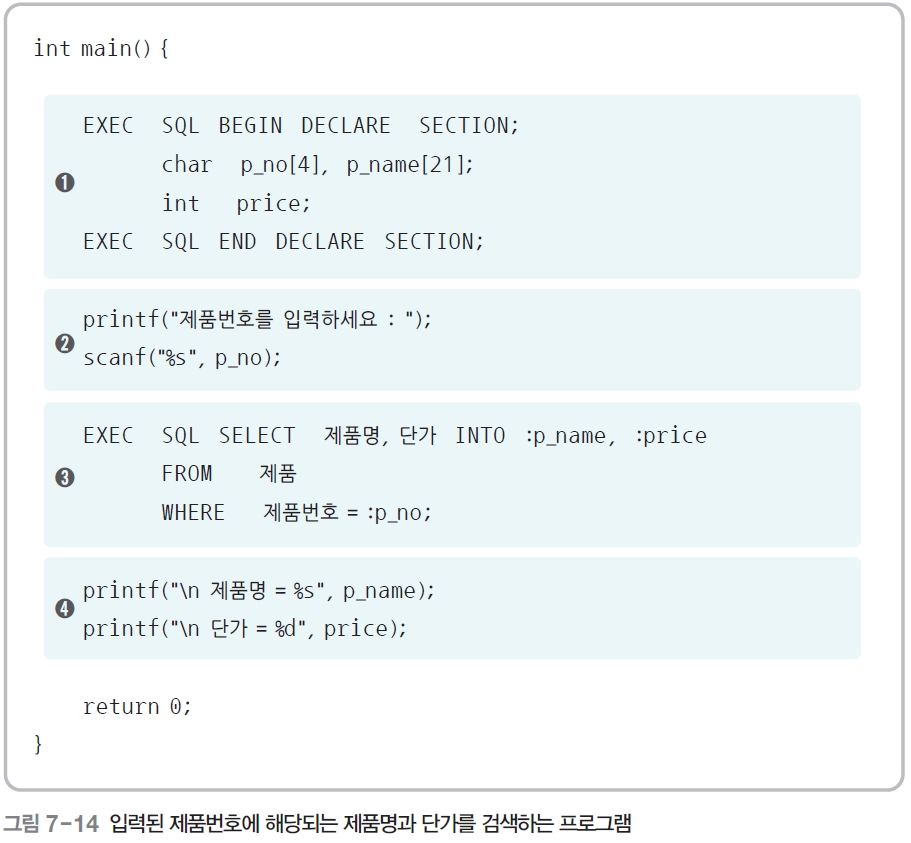 int main() {
EXEC SQL BEGIN DECLARE SECTION;
char p_no[4], p_name[21];
❶
int price;
EXEC SQL END DECLARE SECTION;
printf("제품번호를 입력하세요 : ");
❷
scanf("%s", p_no);
EXEC SQL SELECT 제품명, 단가 INTO :p_name, :price
❸ FROM 제품
WHERE 제품번호 = :p_no;
printf("\n 제품명 = %s", p_name);
❹
printf("\n 단가 = %d", price);
return 0;
}
그림 7-14 입력된 제품번호에 해당되는 제품명과 단가를 검색하는 프로그램